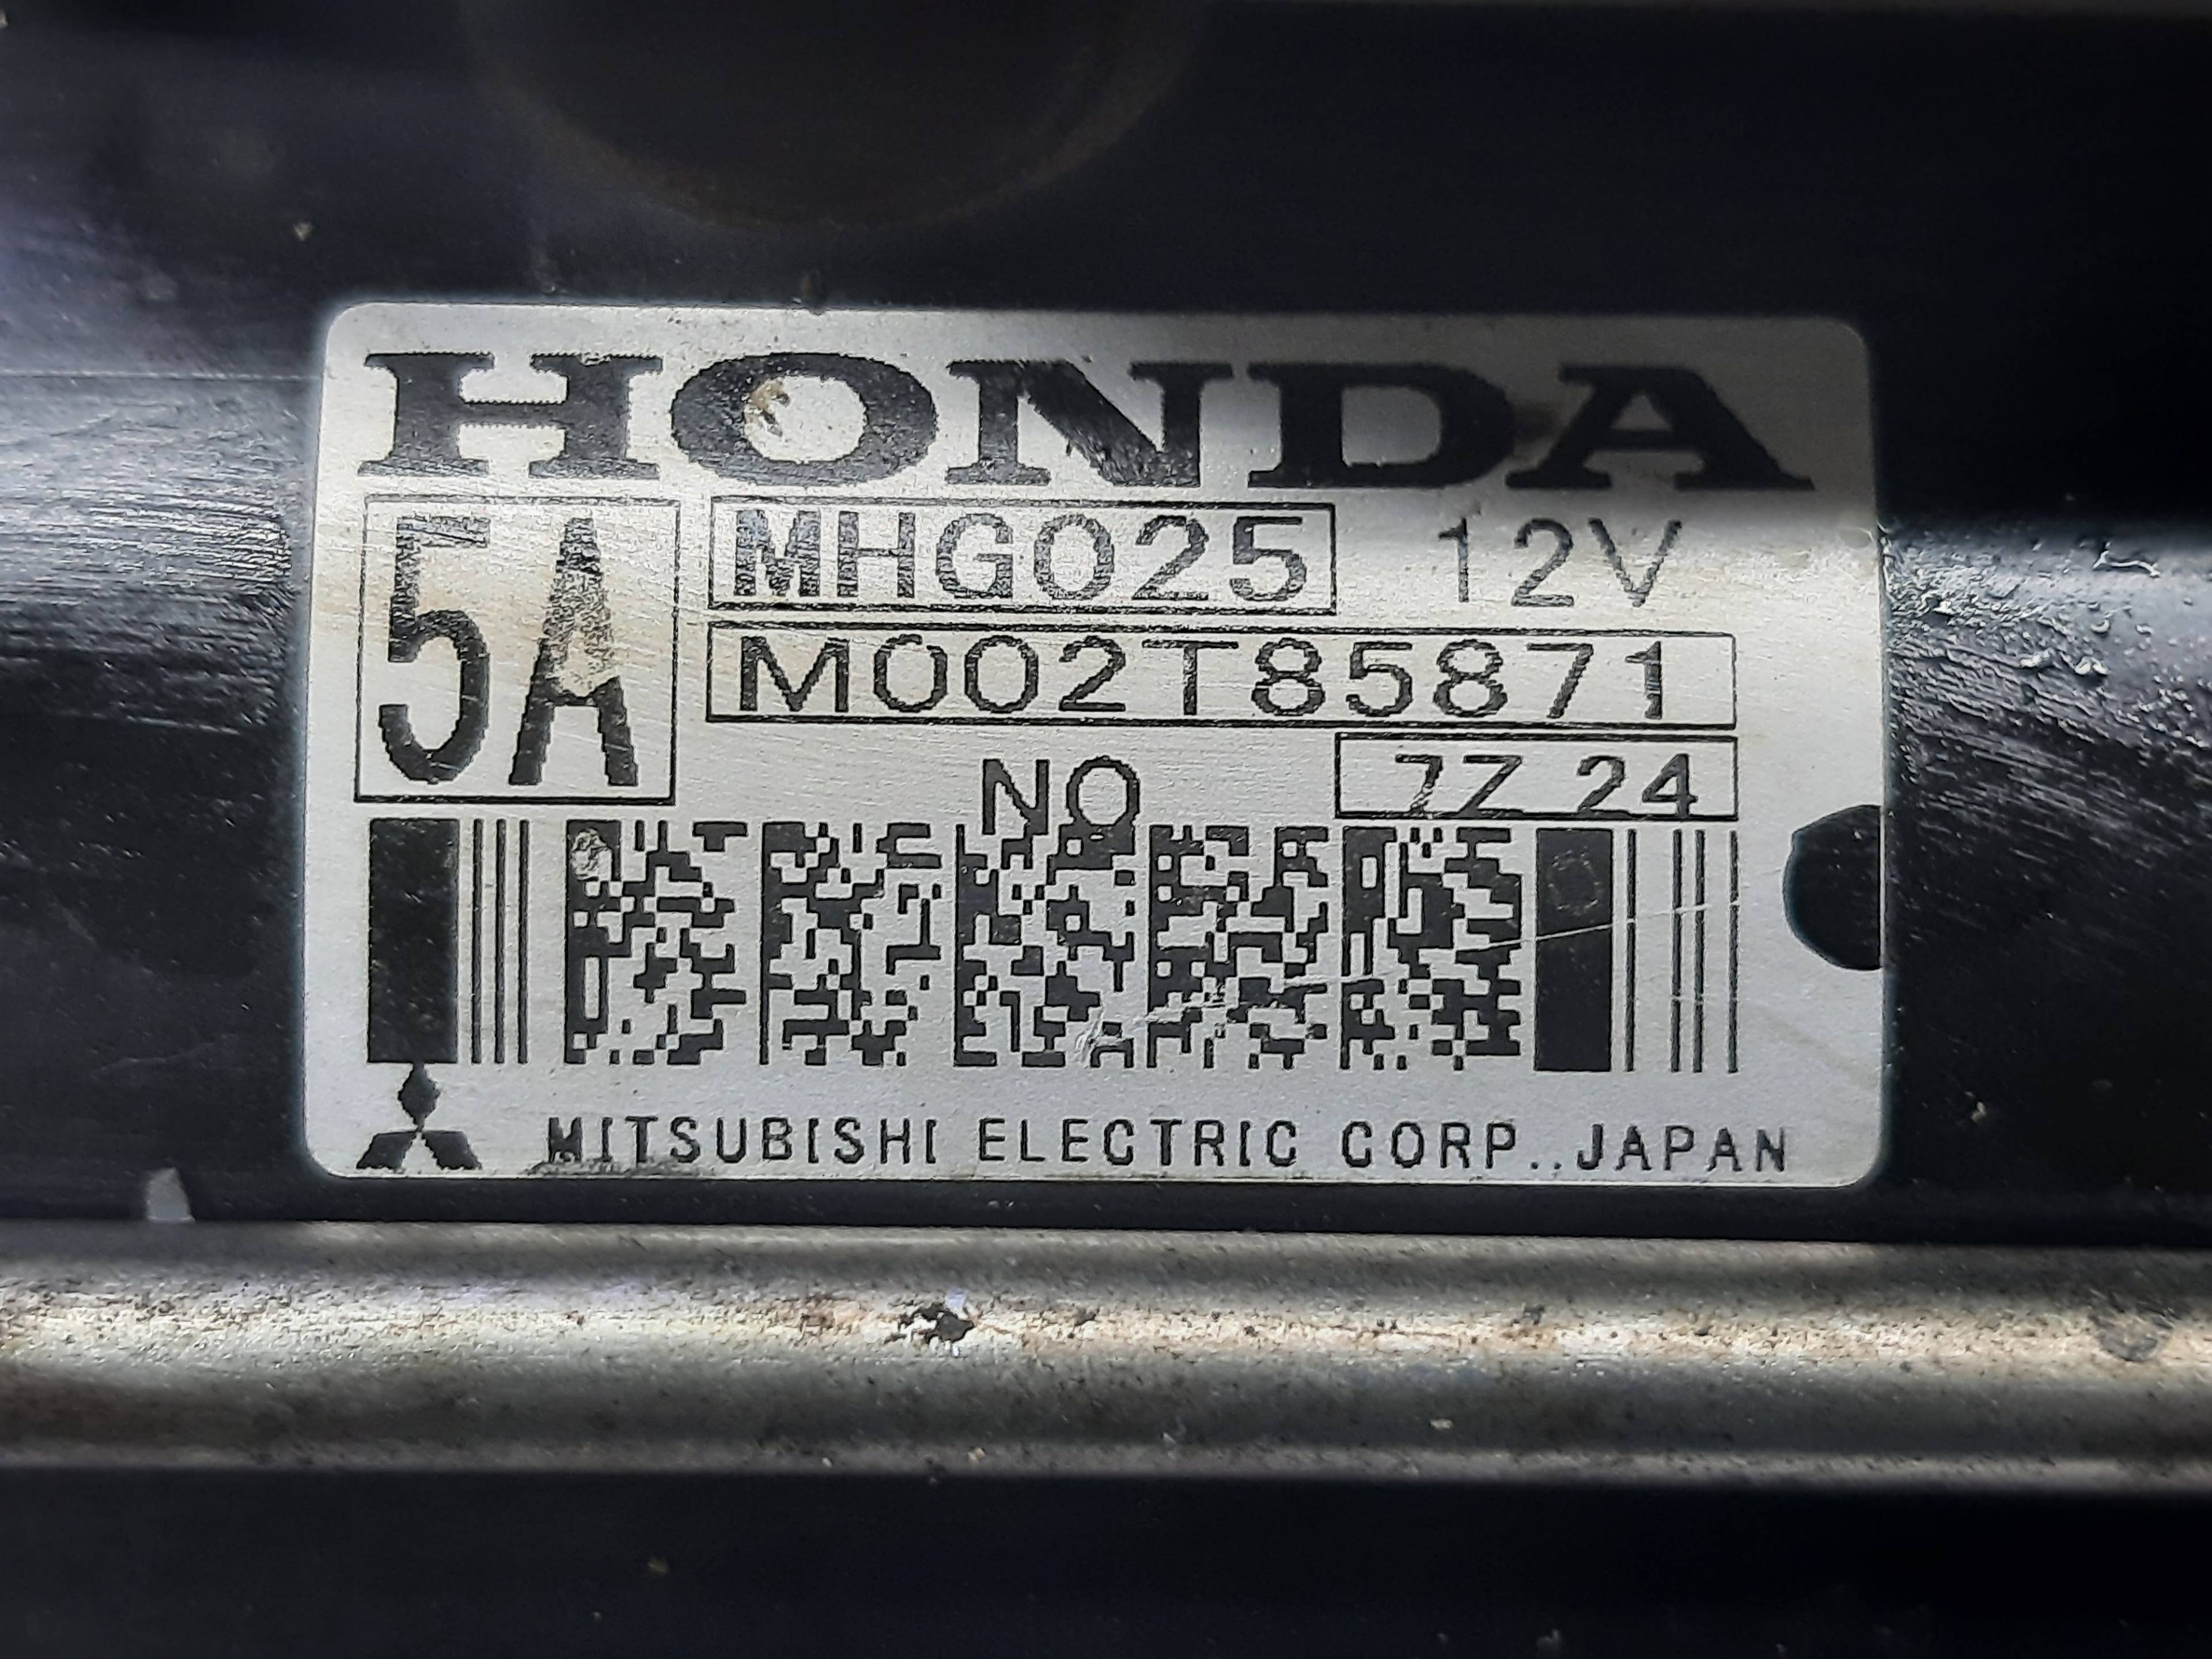 HONDA
5A
MHG025 12V
M002T85871
NO 7Z 24
MITSUBISHI ELECTRIC CORP.,JAPAN